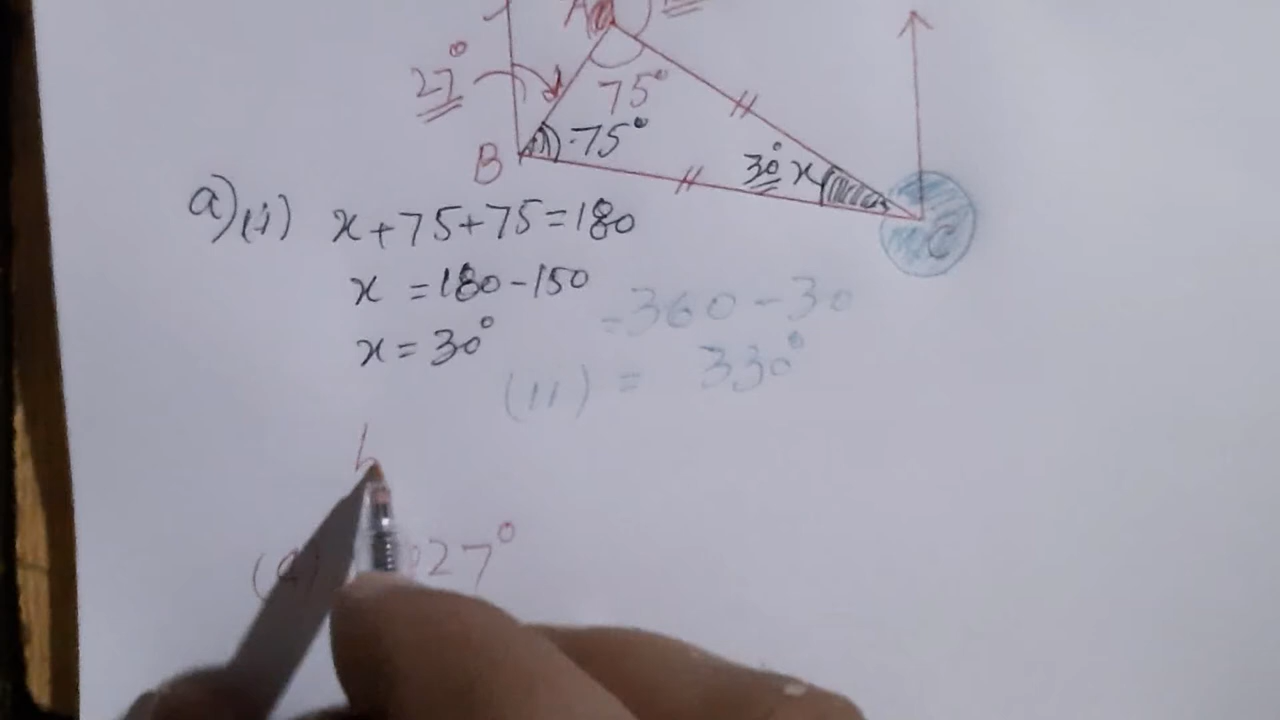 A
27°
75°
B
75°
30° x
C
a) (i) x + 75 + 75 = 180
x = 180 - 150
x = 30°
= 360 - 30
(ii) = 330°
027°